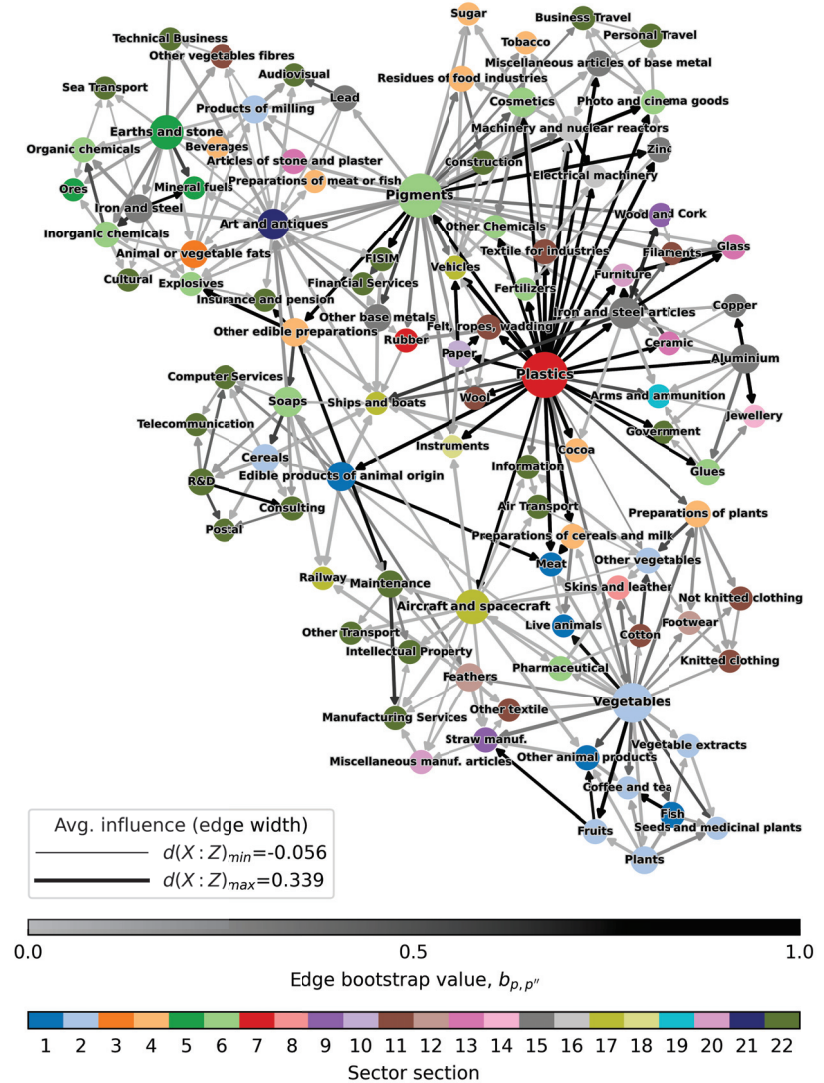 Sugar
Business Travel
Technical Business
Tobacco
Personal Travel
Other vegetables fibres
Miscellaneous articles of base metal
Audiovisual
Residues of food industries
Sea Transport
Lead
Cosmetics
Photo and cinema goods
Products of milling
Earths and stone
Machinery and nuclear reactors
Organic chemicals
Beverages
Zinc
Articles of stone and plaster
Construction
Electrical machinery
Preparations of meat or fish
Ores
Mineral fuels
Pigments
Iron and steel
Wood and Cork
Art and antiques
Other Chemicals
Inorganic chemicals
Glass
Animal or vegetable fats
FISIM
Textile for industries
Filaments
Vehicles
Furniture
Cultural
Explosives
Financial Services
Fertilizers
Insurance and pension
Copper
Other base metals
Iron and steel articles
Other edible preparations
Felt, ropes, wadding
Rubber
Ceramic
Paper
Aluminium
Plastics
Computer Services
Wool
Arms and ammunition
Soaps
Ships and boats
Jewellery
Telecommunication
Government
Instruments
Cocoa
Cereals
Information
Glues
R&D
Edible products of animal origin
Consulting
Air Transport
Preparations of plants
Postal
Preparations of cereals and milk
Other vegetables
Meat
Railway
Maintenance
Skins and leather
Not knitted clothing
Aircraft and spacecraft
Live animals
Footwear
Other Transport
Cotton
Intellectual Property
Knitted clothing
Pharmaceutical
Feathers
Vegetables
Other textile
Manufacturing Services
Straw manuf.
Vegetable extracts
Other animal products
Miscellaneous manuf. articles
Coffee and tea
Fish
Fruits
Seeds and medicinal plants
Plants
Avg. influence (edge width)
d(X : Z)min=-0.056
d(X : Z)max=0.339
0.0 0.5 1.0
Edge bootstrap value, bp,p″
1 2 3 4 5 6 7 8 9 10 11 12 13 14 15 16 17 18 19 20 21 22
Sector section